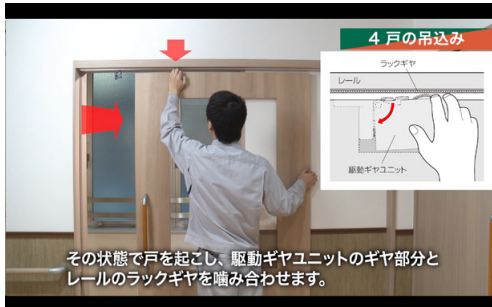 4 戸の吊込み
ラックギヤ
レール
駆動ギヤユニット
その状態で戸を起こし、駆動ギヤユニットのギヤ部分と
レールのラックギヤを噛み合わせます。